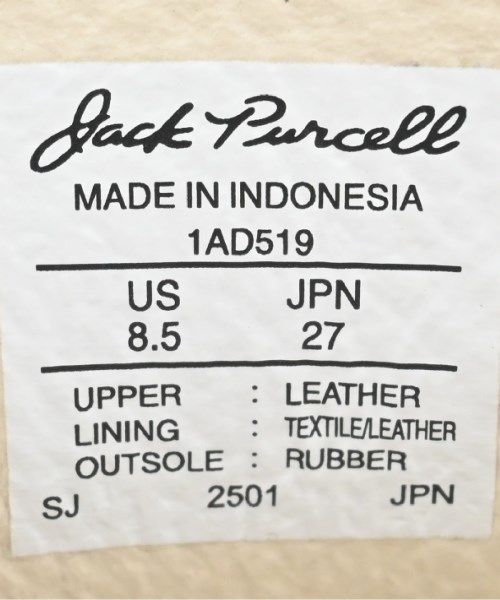 Jack Purcell
MADE IN INDONESIA
1AD519
US JPN
8.5 27
UPPER : LEATHER
LINING : TEXTILE/LEATHER
OUTSOLE : RUBBER
SJ 2501 JPN